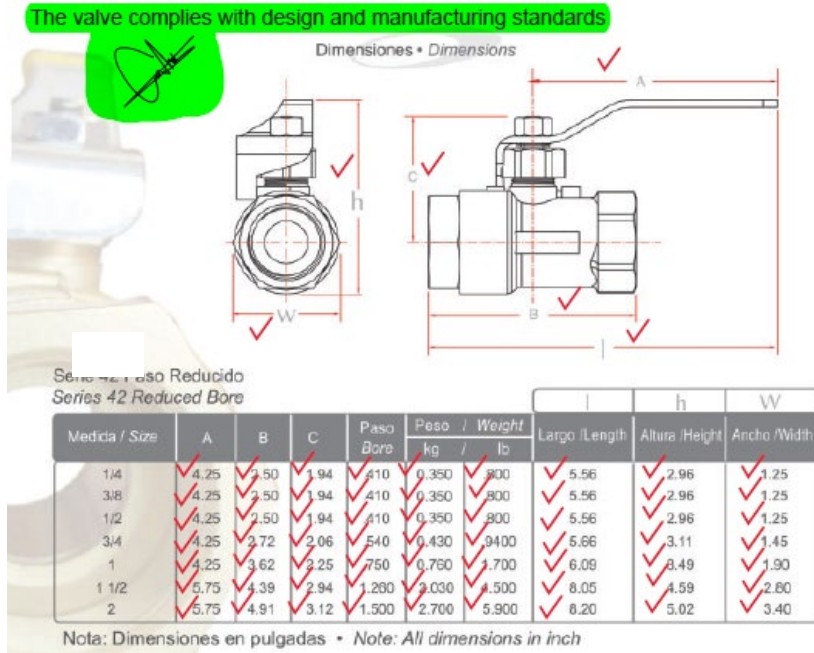 The valve complies with design and manufacturing standards
Dimensiones • Dimensions
A
C
h
W
B
l
Paso Reducido
Series 42 Reduced Bore
l h W
Medida / Size A B C Paso Bore Peso / Weight kg / lb Largo /Length Altura /Height Ancho /Width
1/4 4.25 2.50 1.94 .410 0.350 .800 5.56 2.96 1.25
3/8 4.25 2.50 1.94 .410 0.350 .800 5.56 2.96 1.25
1/2 4.25 2.50 1.94 .410 0.350 .800 5.56 2.96 1.25
3/4 4.25 2.72 2.06 .540 0.430 .9400 5.66 3.11 1.45
1 4.25 3.62 2.25 .750 0.760 1.700 6.09 3.49 1.90
1 1/2 5.75 4.39 2.94 1.260 2.030 4.500 8.05 4.59 2.80
2 5.75 4.91 3.12 1.500 2.700 5.900 8.20 5.02 3.40
Nota: Dimensiones en pulgadas • Note: All dimensions in inch